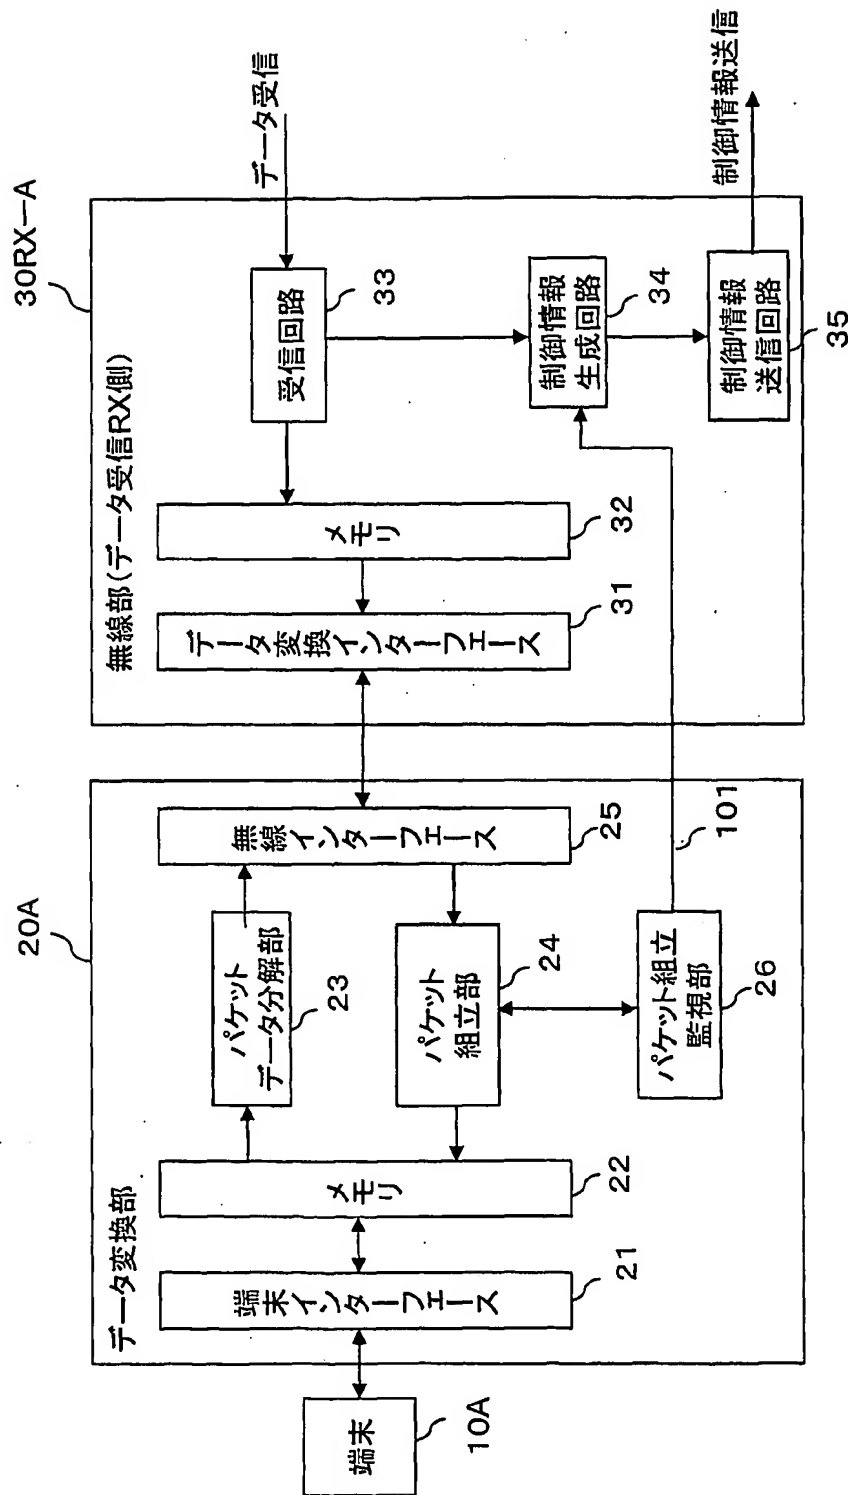 30RX－A
無線部(データ受信RX側)
データ受信
受信回路
33
メモリ
32
データ変換インターフェース
31
制御情報
生成回路
34
制御情報
送信回路
35
制御情報送信
20A
データ変換部
無線インターフェース
25
パケット
データ分解部
23
パケット
組立部
24
パケット組立
監視部
26
101
メモリ
22
端末インターフェース
21
端末
10A